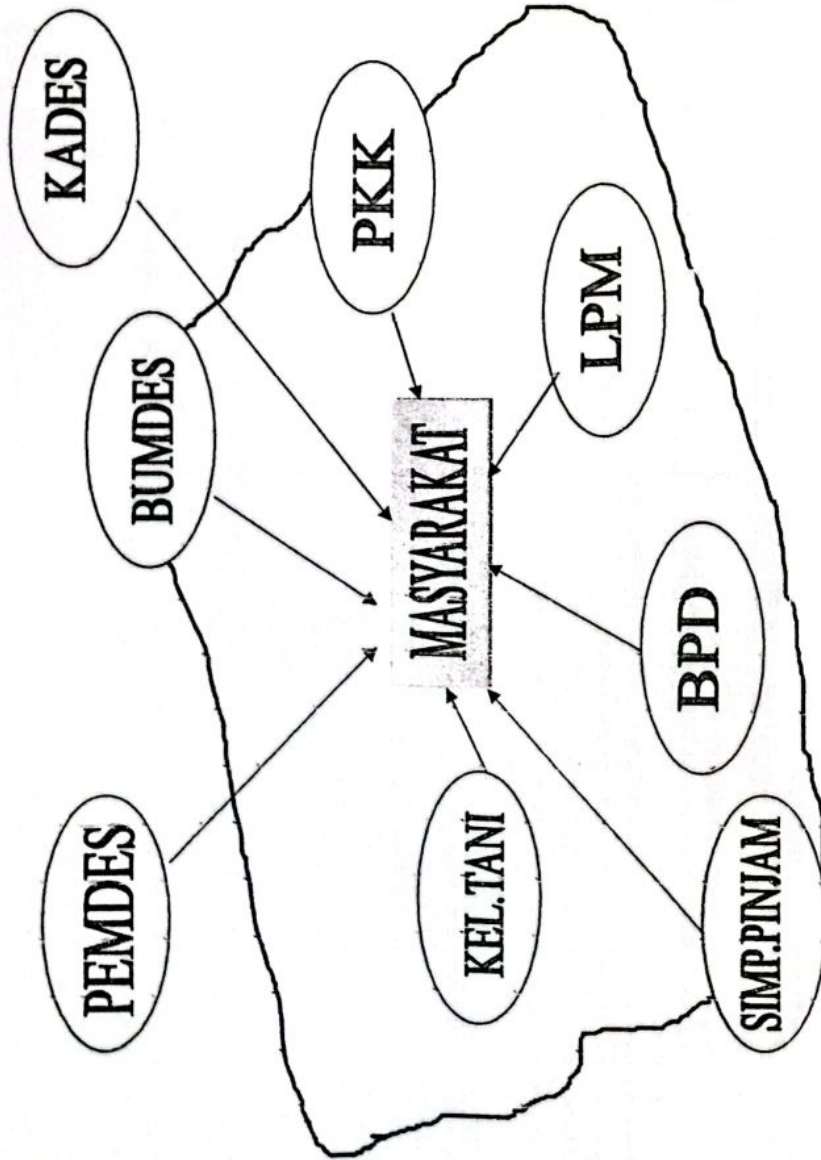 PEMDES
BUMDES
KADES
KEL.TANI
MASYARAKAT
PKK
SIMP.PINJAM
BPD
LPM